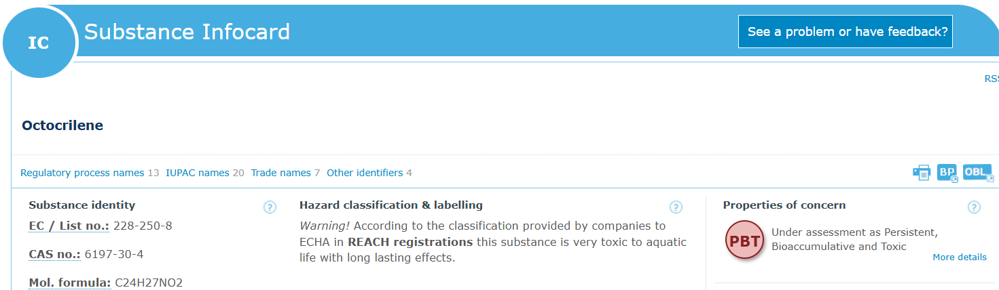 IC
Substance Infocard
See a problem or have feedback?
RSS
Octocrilene
Regulatory process names 13 IUPAC names 20 Trade names 7 Other identifiers 4
BP
OBL
Substance identity ?
EC / List no.: 228-250-8
CAS no.: 6197-30-4
Mol. formula: C24H27NO2
Hazard classification & labelling ?
Warning! According to the classification provided by companies to
ECHA in REACH registrations this substance is very toxic to aquatic
life with long lasting effects.
Properties of concern ?
PBT
Under assessment as Persistent,
Bioaccumulative and Toxic
More details